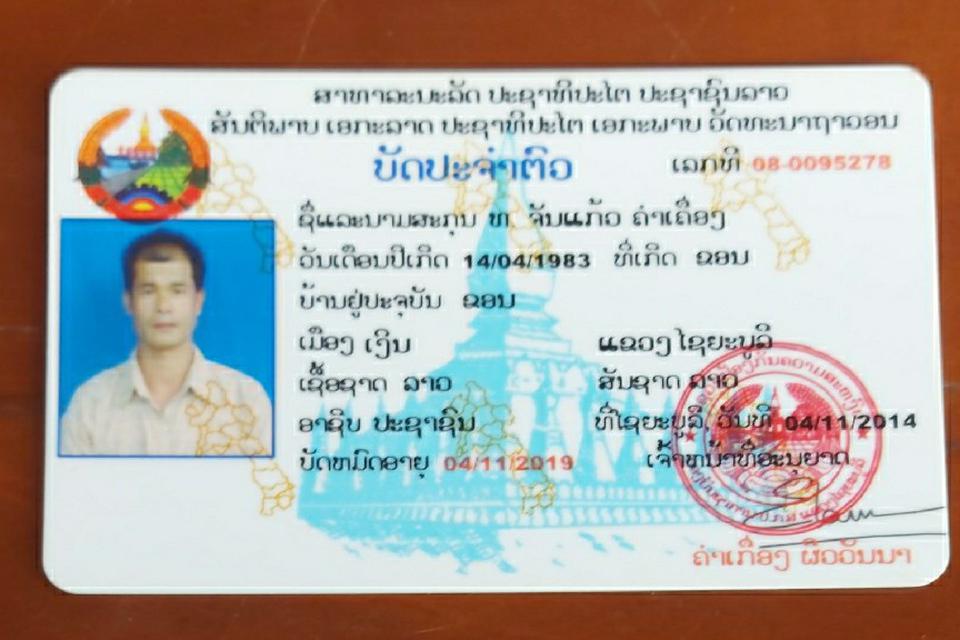 ສາທາລະນະລັດ ປະຊາທິປະໄຕ ປະຊາຊົນລາວ
ສັນຕິພາບ ເອກະລາດ ປະຊາທິປະໄຕ ເອກະພາບ ວັດທະນາຖາວອນ
ບັດປະຈຳຕົວ ເລກທີ 08-0095278
ຊື່ແລະນາມສະກຸນ ທ ຈັນແກ້ວ ຄຳເຄື່ອງ
ວັນເດືອນປີເກີດ 14/04/1983 ທີ່ເກີດ ຂອນ
ບ້ານຢູ່ປະຈຸບັນ ຂອນ
ເມືອງ ເງິນ ແຂວງ ໄຊຍະບູລີ
ເຊື້ອຊາດ ລາວ ສັນຊາດ ລາວ
ອາຊີບ ປະຊາຊົນ ທີ່ໄຊຍະບູລີ, ວັນທີ 04/11/2014
ບັດຫມົດອາຍຸ 04/11/2019 ເຈົ້າຫນ້າທີ່ອະນຸຍາດ
ຄຳເກື່ອງ ຜິວວັນນາ